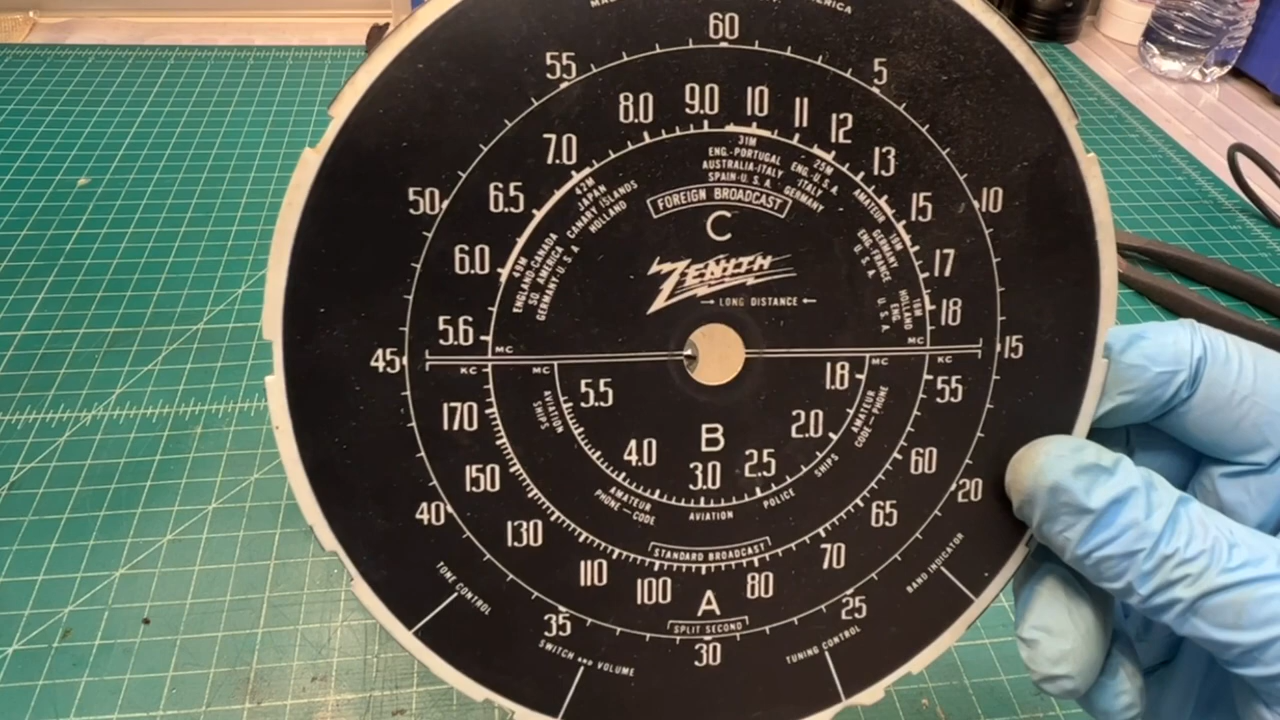 AMERICA
60
55
5
50
10
45
15
40
20
35
25
30
9.0
10
8.0
11
12
7.0
13
6.5
15
6.0
17
5.6
18
31M
ENG.-PORTUGAL
AUSTRALIA-ITALY
SPAIN-U.S.A.
25M
ENG.-U.S.A.
ITALY
GERMANY
42M
JAPAN
CANARY ISLANDS
HOLLAND
49M
ENGLAND-CANADA
SO. AMERICA
GERMANY-U.S.A
AMATEUR
19M
GERMANY
ENG.-FRANCE
U.S.A.
16M
HOLLAND
ENG.
U.S.A
FOREIGN BROADCAST
C
ZENITH
LONG DISTANCE
MC
MC
KC
MC
MC
KC
5.5
1.8
4.0
B
2.0
3.0
2.5
AVIATION
SHIPS
AMATEUR
PHONE-CODE
AVIATION
POLICE
SHIPS
AMATEUR
CODE-PHONE
170
55
150
60
130
65
110
70
100
80
STANDARD BROADCAST
A
SPLIT SECOND
TONE CONTROL
SWITCH AND VOLUME
TUNING CONTROL
BAND INDICATOR